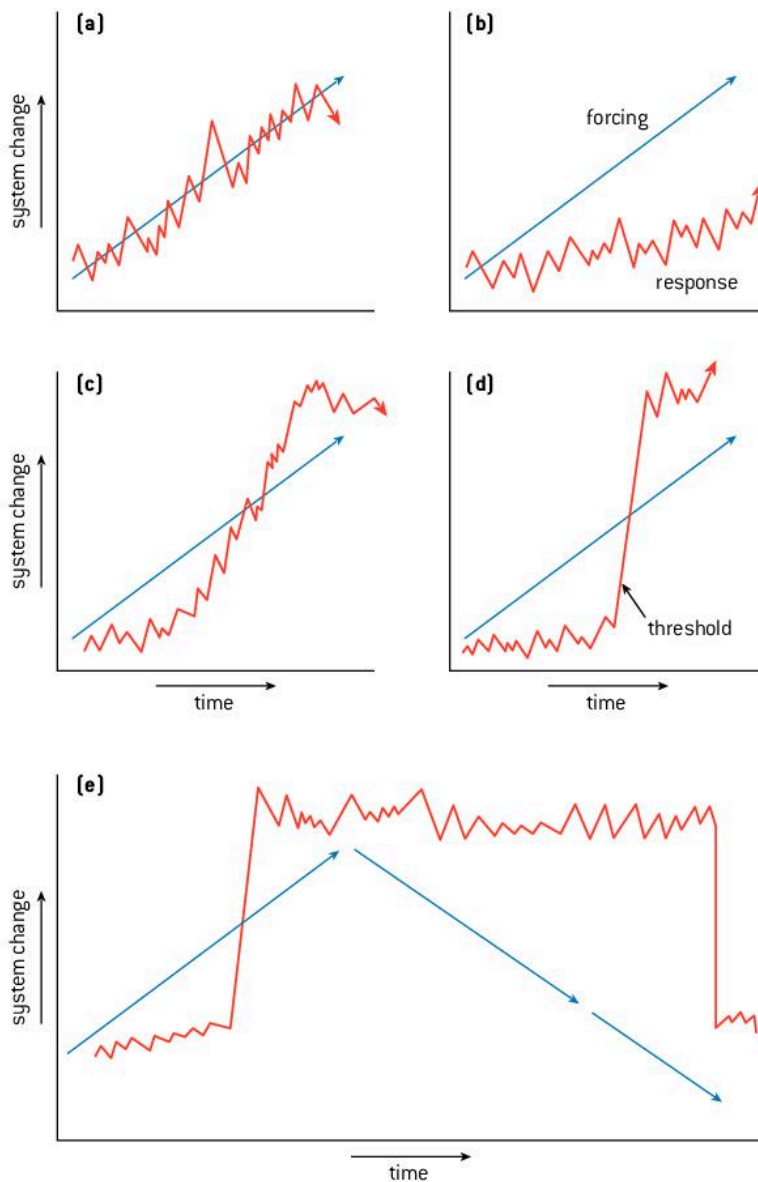 (a)
(b)
system change
forcing
response
(c)
(d)
system change
threshold
time
time
(e)
system change
time